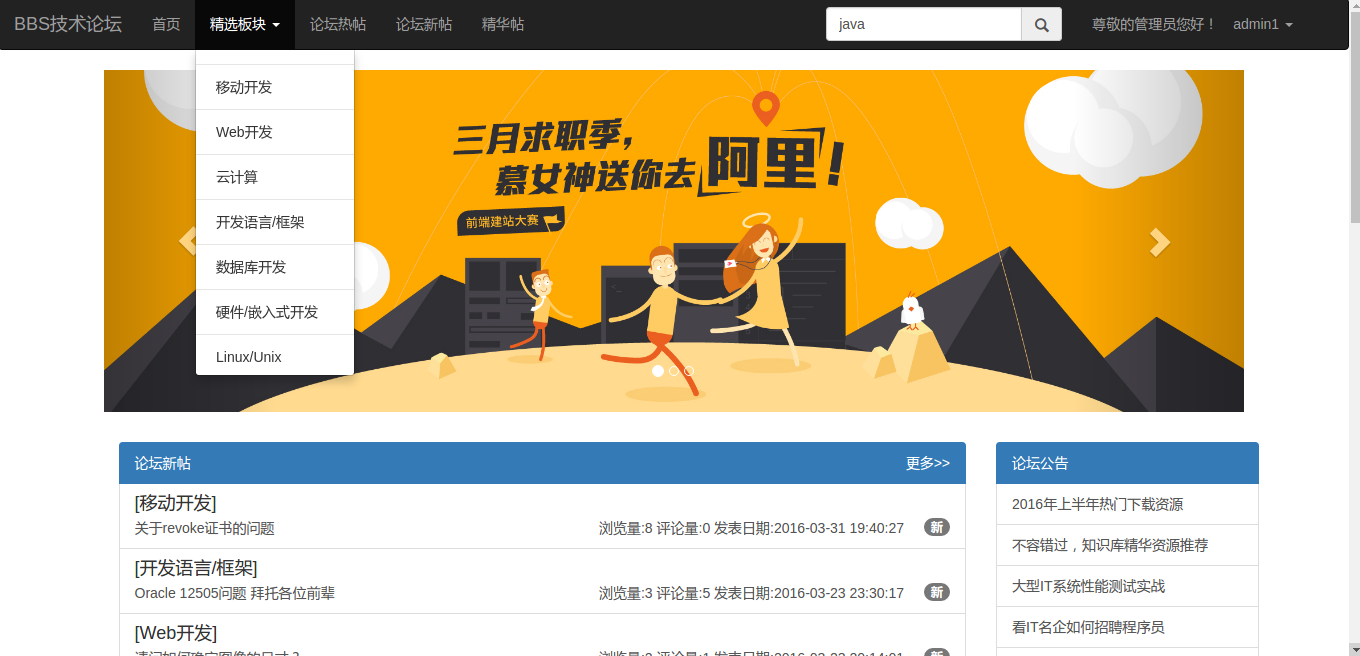 BBS技术论坛 首页 精选板块 论坛热帖 论坛新帖 精华帖 java 尊敬的管理员您好！ admin1
移动开发
Web开发
云计算
开发语言/框架
数据库开发
硬件/嵌入式开发
Linux/Unix
三月求职季，
慕女神送你去阿里！
前端建站大赛
论坛新帖 更多>>
[移动开发]
关于revoke证书的问题 浏览量:8 评论量:0 发表日期:2016-03-31 19:40:27 新
[开发语言/框架]
Oracle 12505问题 拜托各位前辈 浏览量:3 评论量:5 发表日期:2016-03-23 23:30:17 新
[Web开发]
论坛公告
2016年上半年热门下载资源
不容错过，知识库精华资源推荐
大型IT系统性能测试实战
看IT名企如何招聘程序员